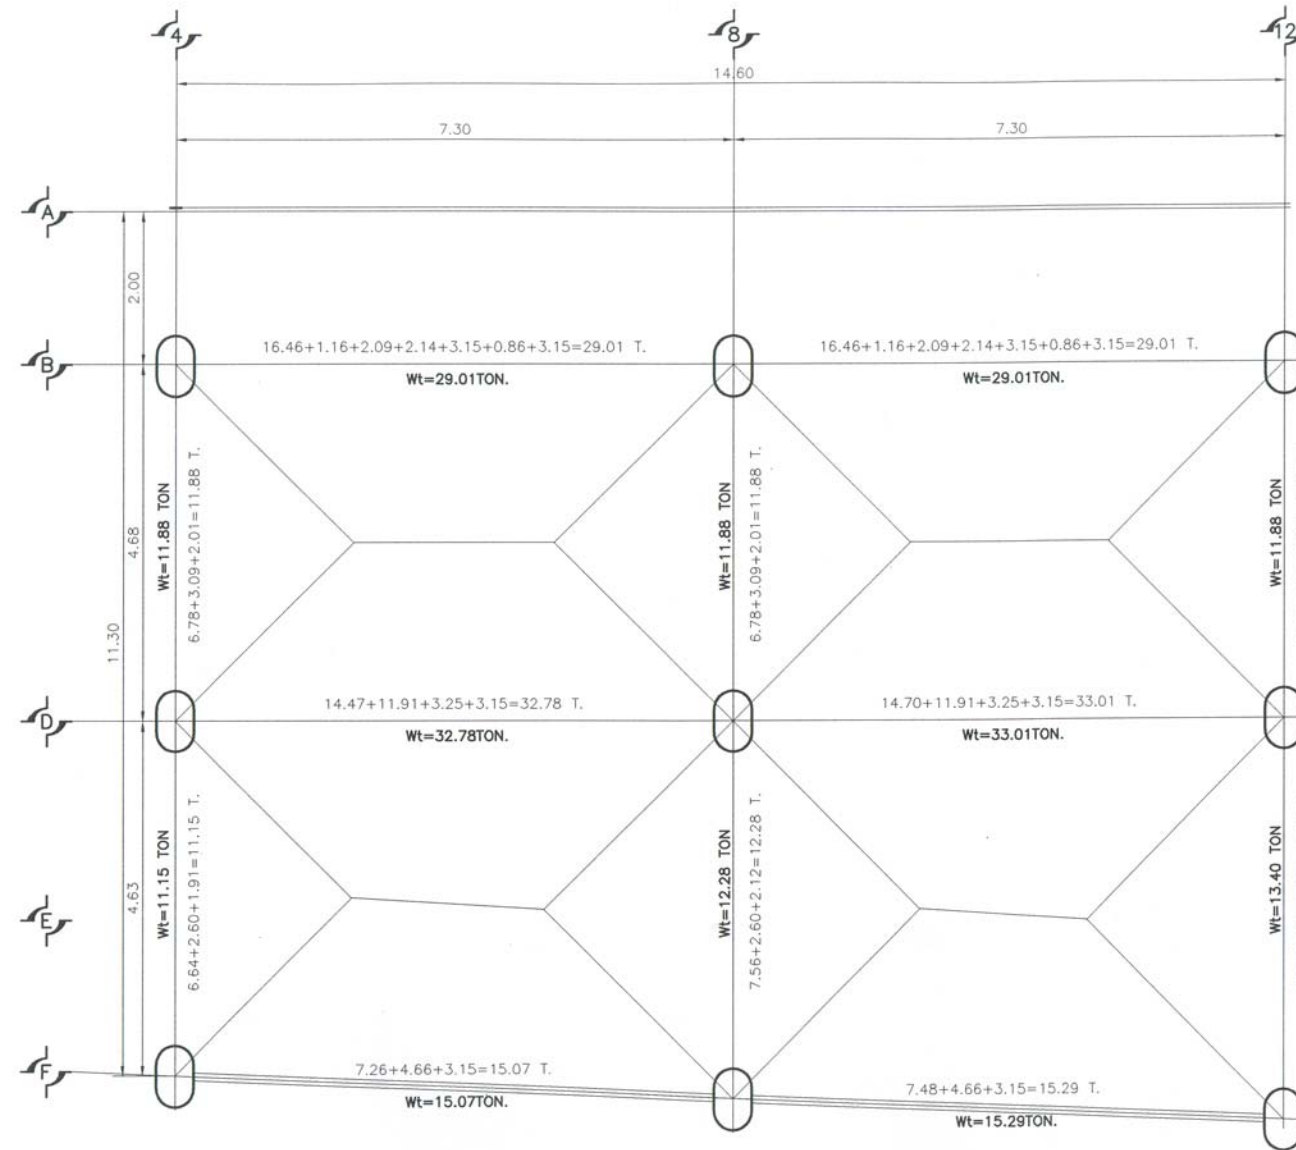 4
8
12
14.60
7.30
7.30
A
2.00
B
16.46+1.16+2.09+2.14+3.15+0.86+3.15=29.01 T.
16.46+1.16+2.09+2.14+3.15+0.86+3.15=29.01 T.
Wt=29.01TON.
Wt=29.01TON.
11.30
4.68
Wt=11.88 TON
6.78+3.09+2.01=11.88 T.
Wt=11.88 TON
6.78+3.09+2.01=11.88 T.
Wt=11.88 TON
D
14.47+11.91+3.25+3.15=32.78 T.
14.70+11.91+3.25+3.15=33.01 T.
Wt=32.78TON.
Wt=33.01TON.
4.63
Wt=11.15 TON
6.64+2.60+1.91=11.15 T.
Wt=12.28 TON
7.56+2.60+2.12=12.28 T.
Wt=13.40 TON
E
F
7.26+4.66+3.15=15.07 T.
7.48+4.66+3.15=15.29 T.
Wt=15.07TON.
Wt=15.29TON.